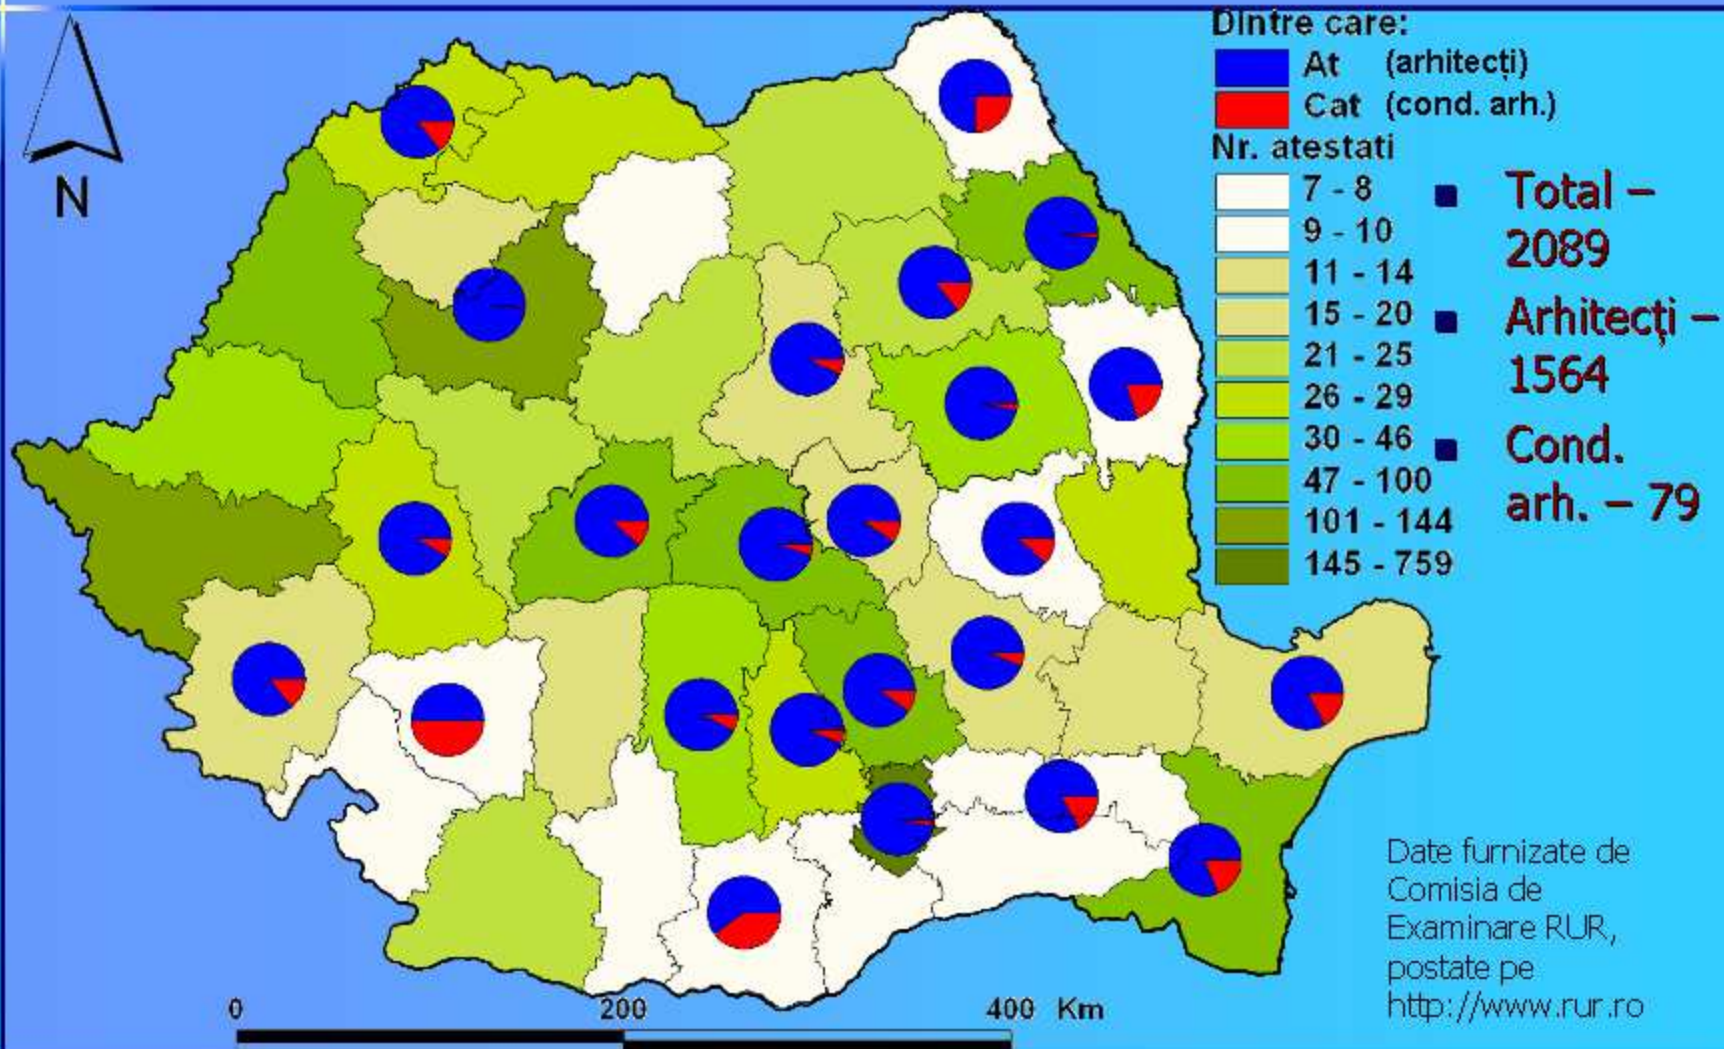 N
Dintre care:
At (arhitecți)
Cat (cond. arh.)
Nr. atestati
7 - 8
9 - 10
11 - 14
15 - 20
21 - 25
26 - 29
30 - 46
47 - 100
101 - 144
145 - 759
Total –
2089
Arhitecți –
1564
Cond.
arh. – 79
Date furnizate de
Comisia de
Examinare RUR,
postate pe
http://www.rur.ro
0 200 400 Km